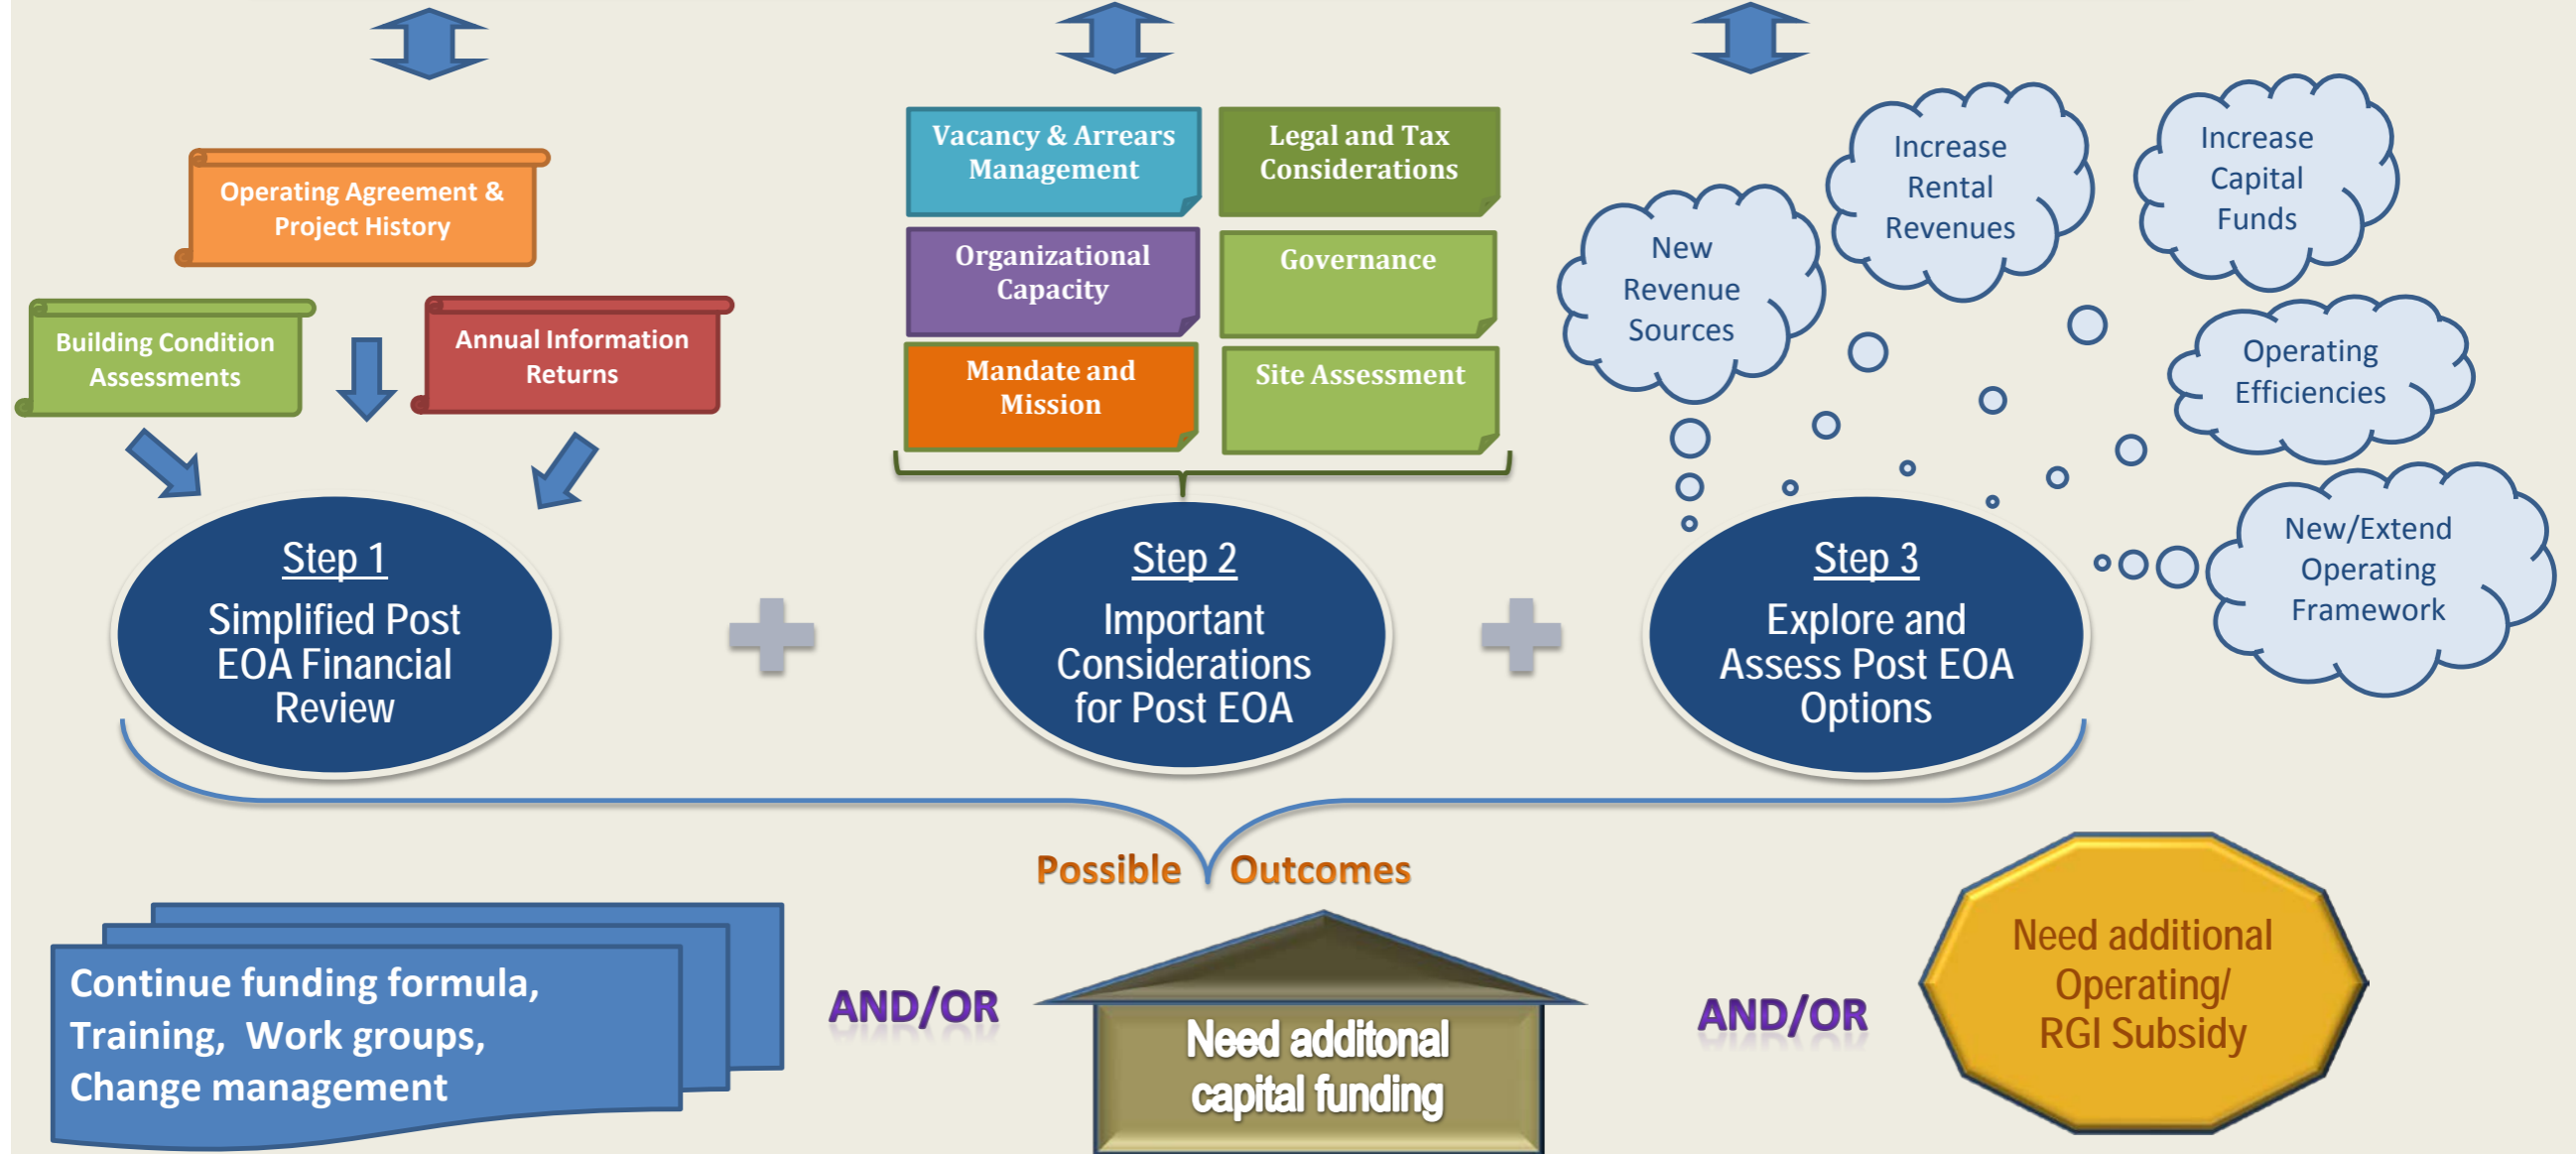 Operating Agreement &
Project History
Building Condition
Assessments
Annual Information
Returns
Vacancy & Arrears
Management
Legal and Tax
Considerations
Organizational
Capacity
Governance
Mandate and
Mission
Site Assessment
New
Revenue
Sources
Increase
Rental
Revenues
Increase
Capital
Funds
Operating
Efficiencies
New/Extend
Operating
Framework
Step 1
Simplified Post
EOA Financial
Review
Step 2
Important
Considerations
for Post EOA
Step 3
Explore and
Assess Post EOA
Options
Possible Outcomes
Continue funding formula,
Training, Work groups,
Change management
AND/OR
Need additonal
capital funding
AND/OR
Need additional
Operating/
RGI Subsidy